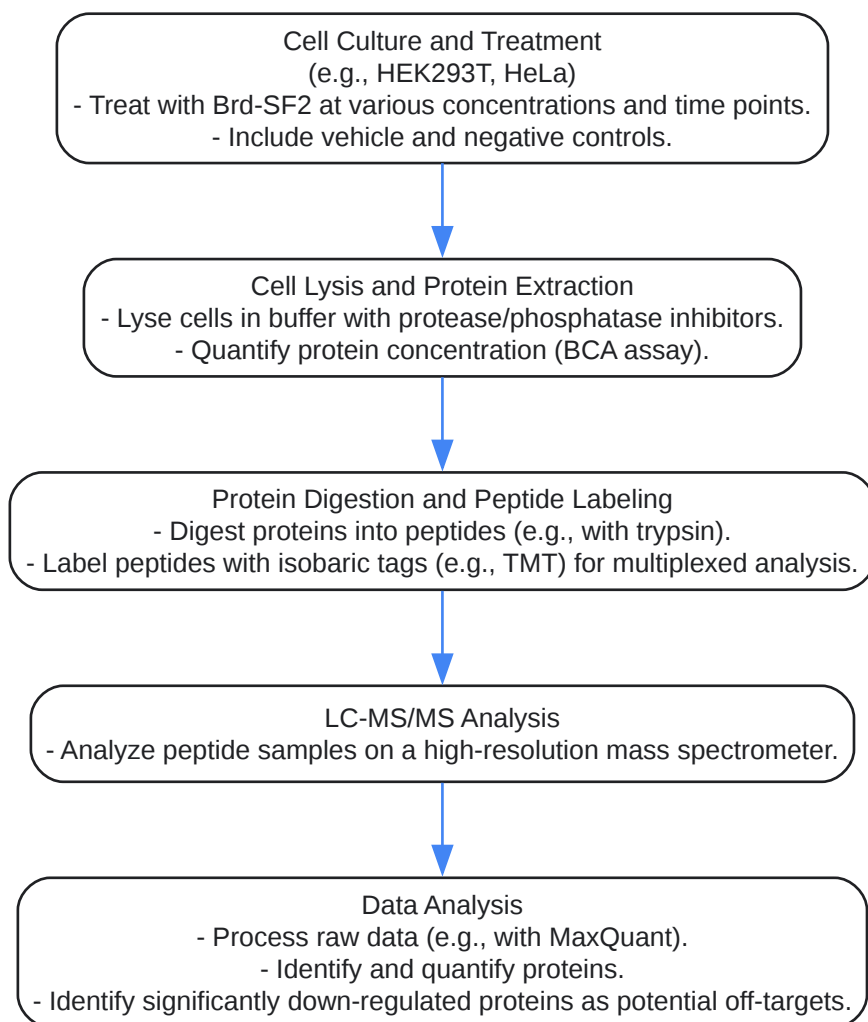 Cell Culture and Treatment
(e.g., HEK293T, HeLa)
- Treat with Brd-SF2 at various concentrations and time points.
- Include vehicle and negative controls.
Cell Lysis and Protein Extraction
- Lyse cells in buffer with protease/phosphatase inhibitors.
- Quantify protein concentration (BCA assay).
Protein Digestion and Peptide Labeling
- Digest proteins into peptides (e.g., with trypsin).
- Label peptides with isobaric tags (e.g., TMT) for multiplexed analysis.
LC-MS/MS Analysis
- Analyze peptide samples on a high-resolution mass spectrometer.
Data Analysis
- Process raw data (e.g., with MaxQuant).
- Identify and quantify proteins.
- Identify significantly down-regulated proteins as potential off-targets.